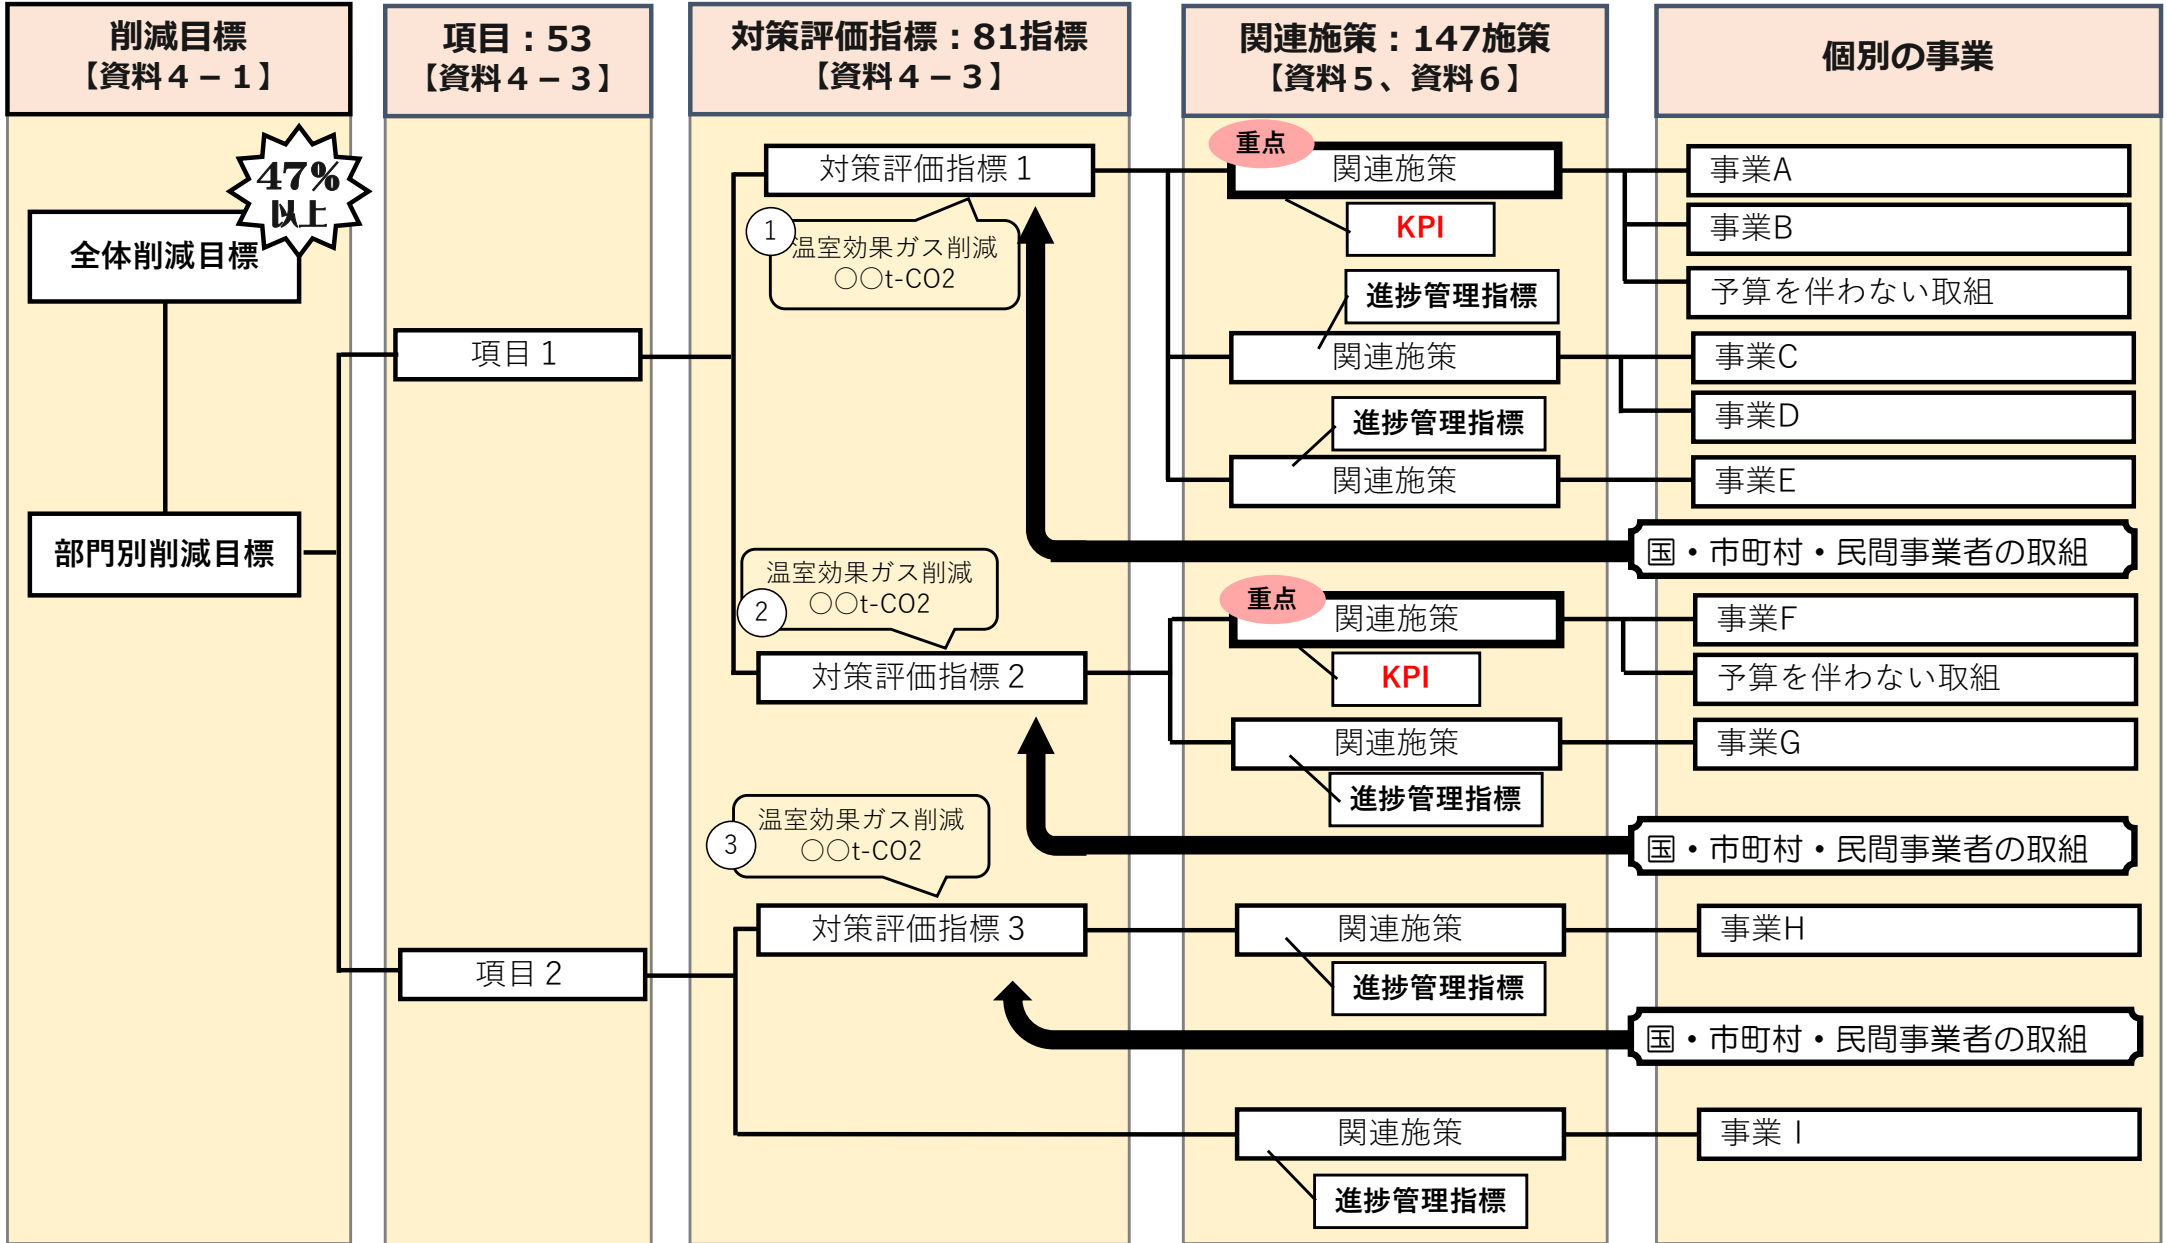 削減目標
【資料４－１】
項目：53
【資料４－３】
対策評価指標：81指標
【資料４－３】
関連施策：147施策
【資料５、資料６】
個別の事業
47%
以上
全体削減目標
部門別削減目標
項目１
項目２
対策評価指標１
1
温室効果ガス削減
○○t-CO2
2
温室効果ガス削減
○○t-CO2
対策評価指標２
3
温室効果ガス削減
○○t-CO2
対策評価指標３
重点
関連施策
KPI
進捗管理指標
関連施策
進捗管理指標
関連施策
重点
関連施策
KPI
関連施策
進捗管理指標
関連施策
進捗管理指標
関連施策
進捗管理指標
事業A
事業B
予算を伴わない取組
事業C
事業D
事業E
国・市町村・民間事業者の取組
事業F
予算を伴わない取組
事業G
国・市町村・民間事業者の取組
事業H
国・市町村・民間事業者の取組
事業Ｉ